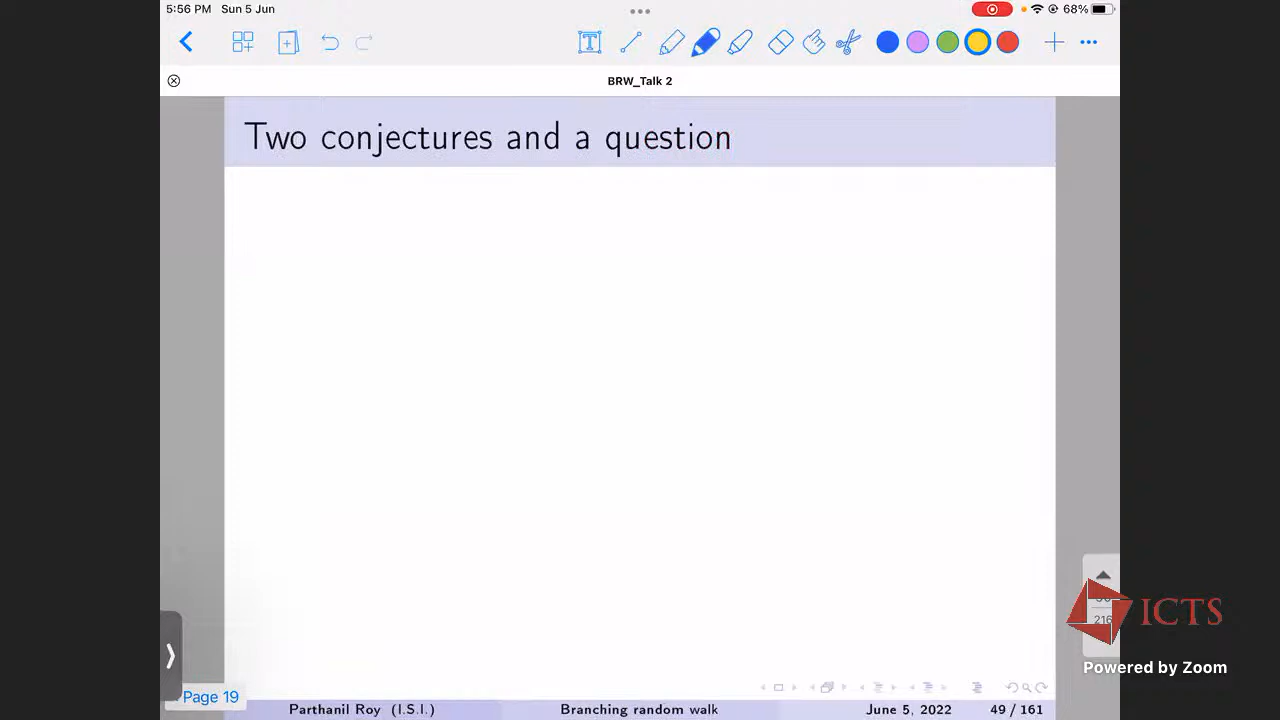 5:56 PM Sun 5 Jun
68%
BRW_Talk 2
Two conjectures and a question
216
ICTS
Powered by Zoom
Page 19
Parthanil Roy (I.S.I.) Branching random walk June 5, 2022 49 / 161